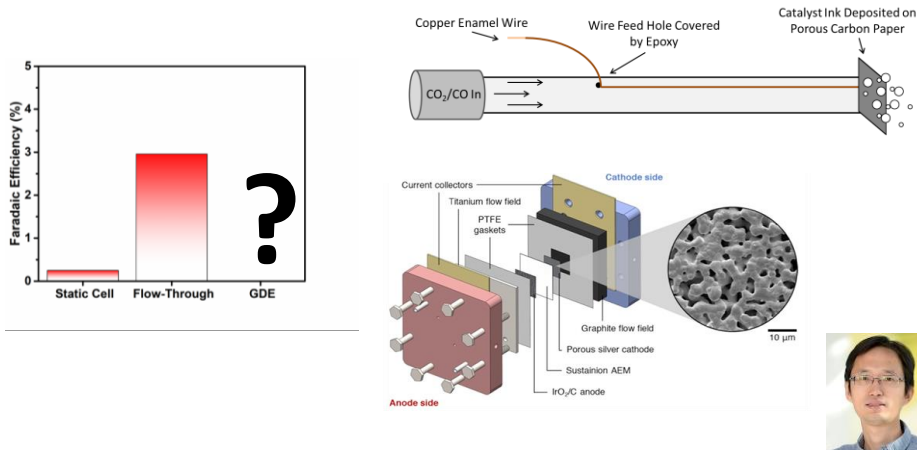 Faradaic Efficiency (%)
5
4
3
2
1
0
Static Cell
Flow-Through
GDE
?
Copper Enamel Wire
Wire Feed Hole Covered
by Epoxy
Catalyst Ink Deposited on
Porous Carbon Paper
CO₂/CO In
Current collectors
Titanium flow field
PTFE
gaskets
Cathode side
Graphite flow field
Porous silver cathode
Sustainion AEM
IrO₂/C anode
Anode side
10 µm